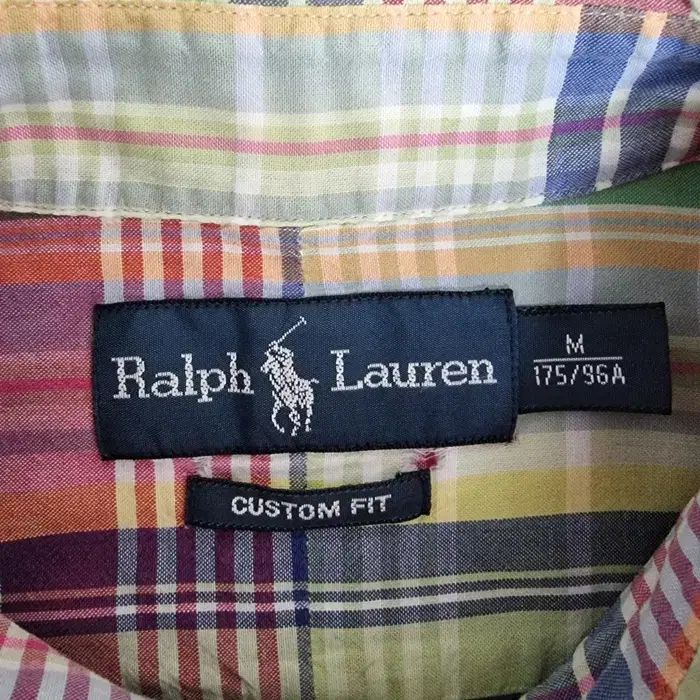 Ralph Lauren
M
175/96A
CUSTOM FIT